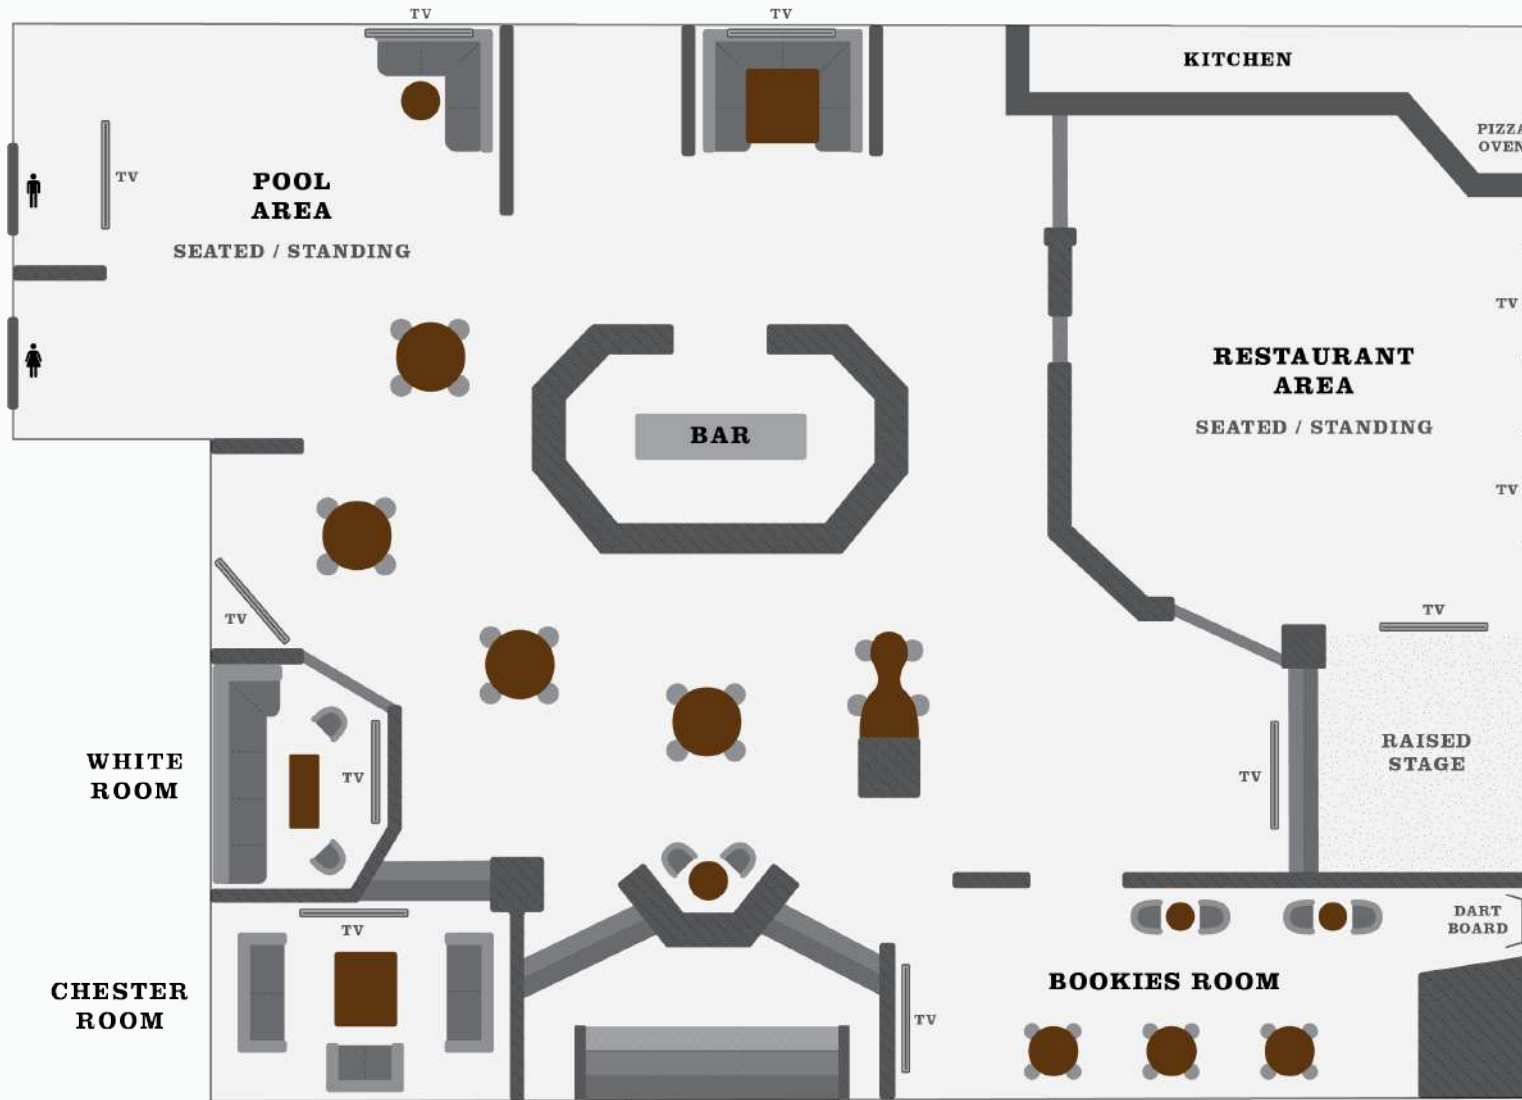 TV
TV
KITCHEN
PIZZA
OVEN
TV
POOL
AREA
SEATED / STANDING
TV
RESTAURANT
AREA
SEATED / STANDING
BAR
TV
TV
TV
RAISED
STAGE
WHITE
ROOM
TV
TV
DART
BOARD
TV
CHESTER
ROOM
BOOKIES ROOM
TV